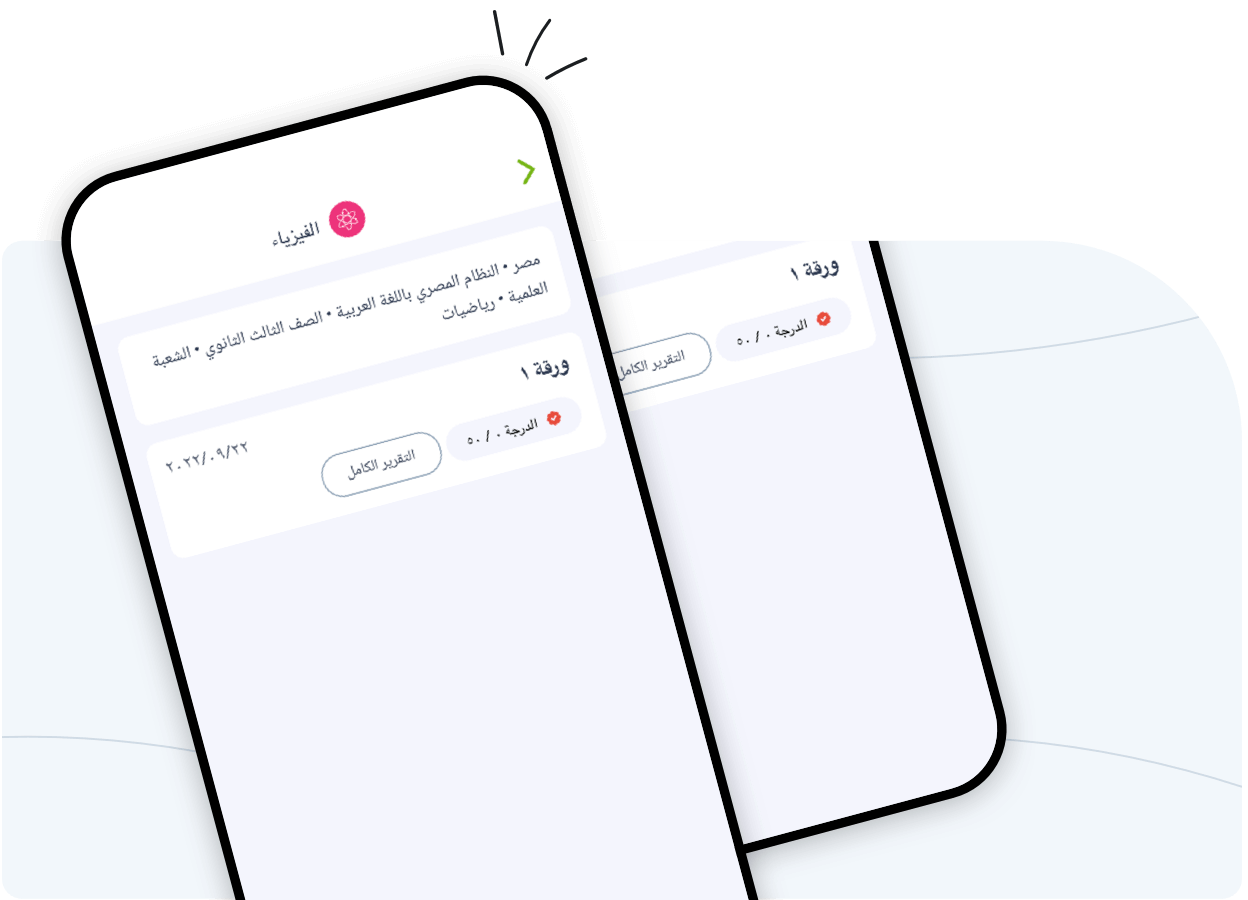 الفيزياء
مصر • النظام المصري باللغة العربية • الصف الثالث الثانوي • الشعبة
العلمية • رياضيات
ورقة ١
٢٠٢٢/٠٩/٢٢
الدرجة ٠ / ٥٠
التقرير الكامل
ورقة ١
الدرجة ٠ / ٥٠
التقرير الكامل